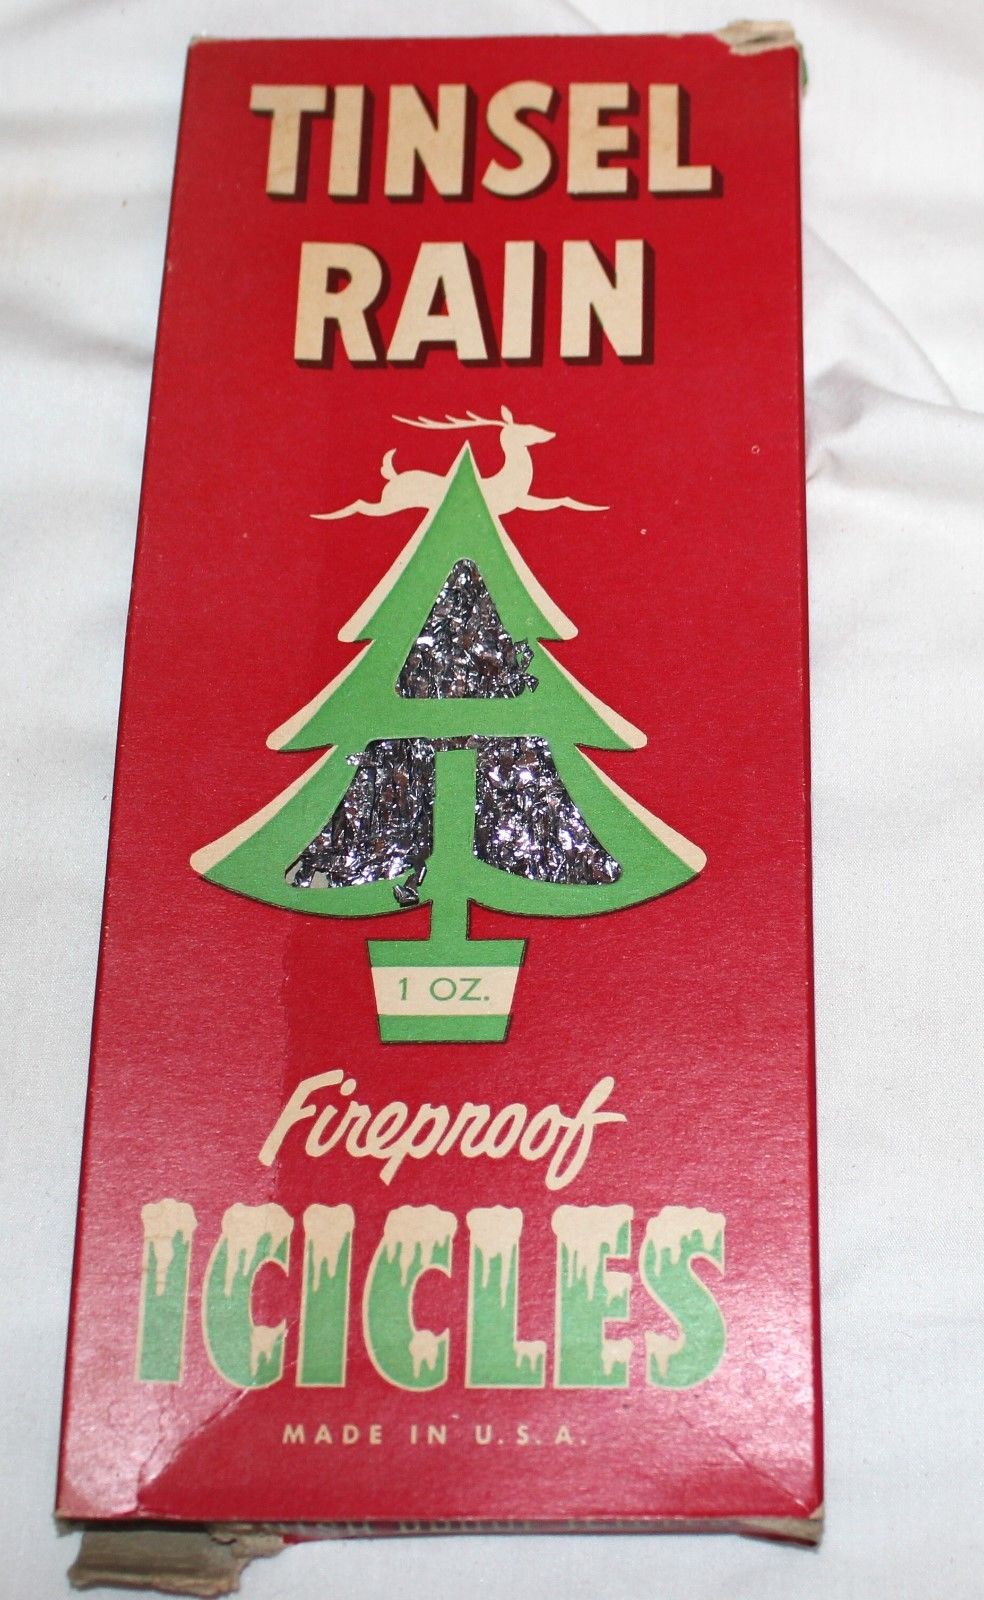 TINSEL
RAIN
1 OZ.
Fireproof
ICICLES
MADE IN U.S.A.